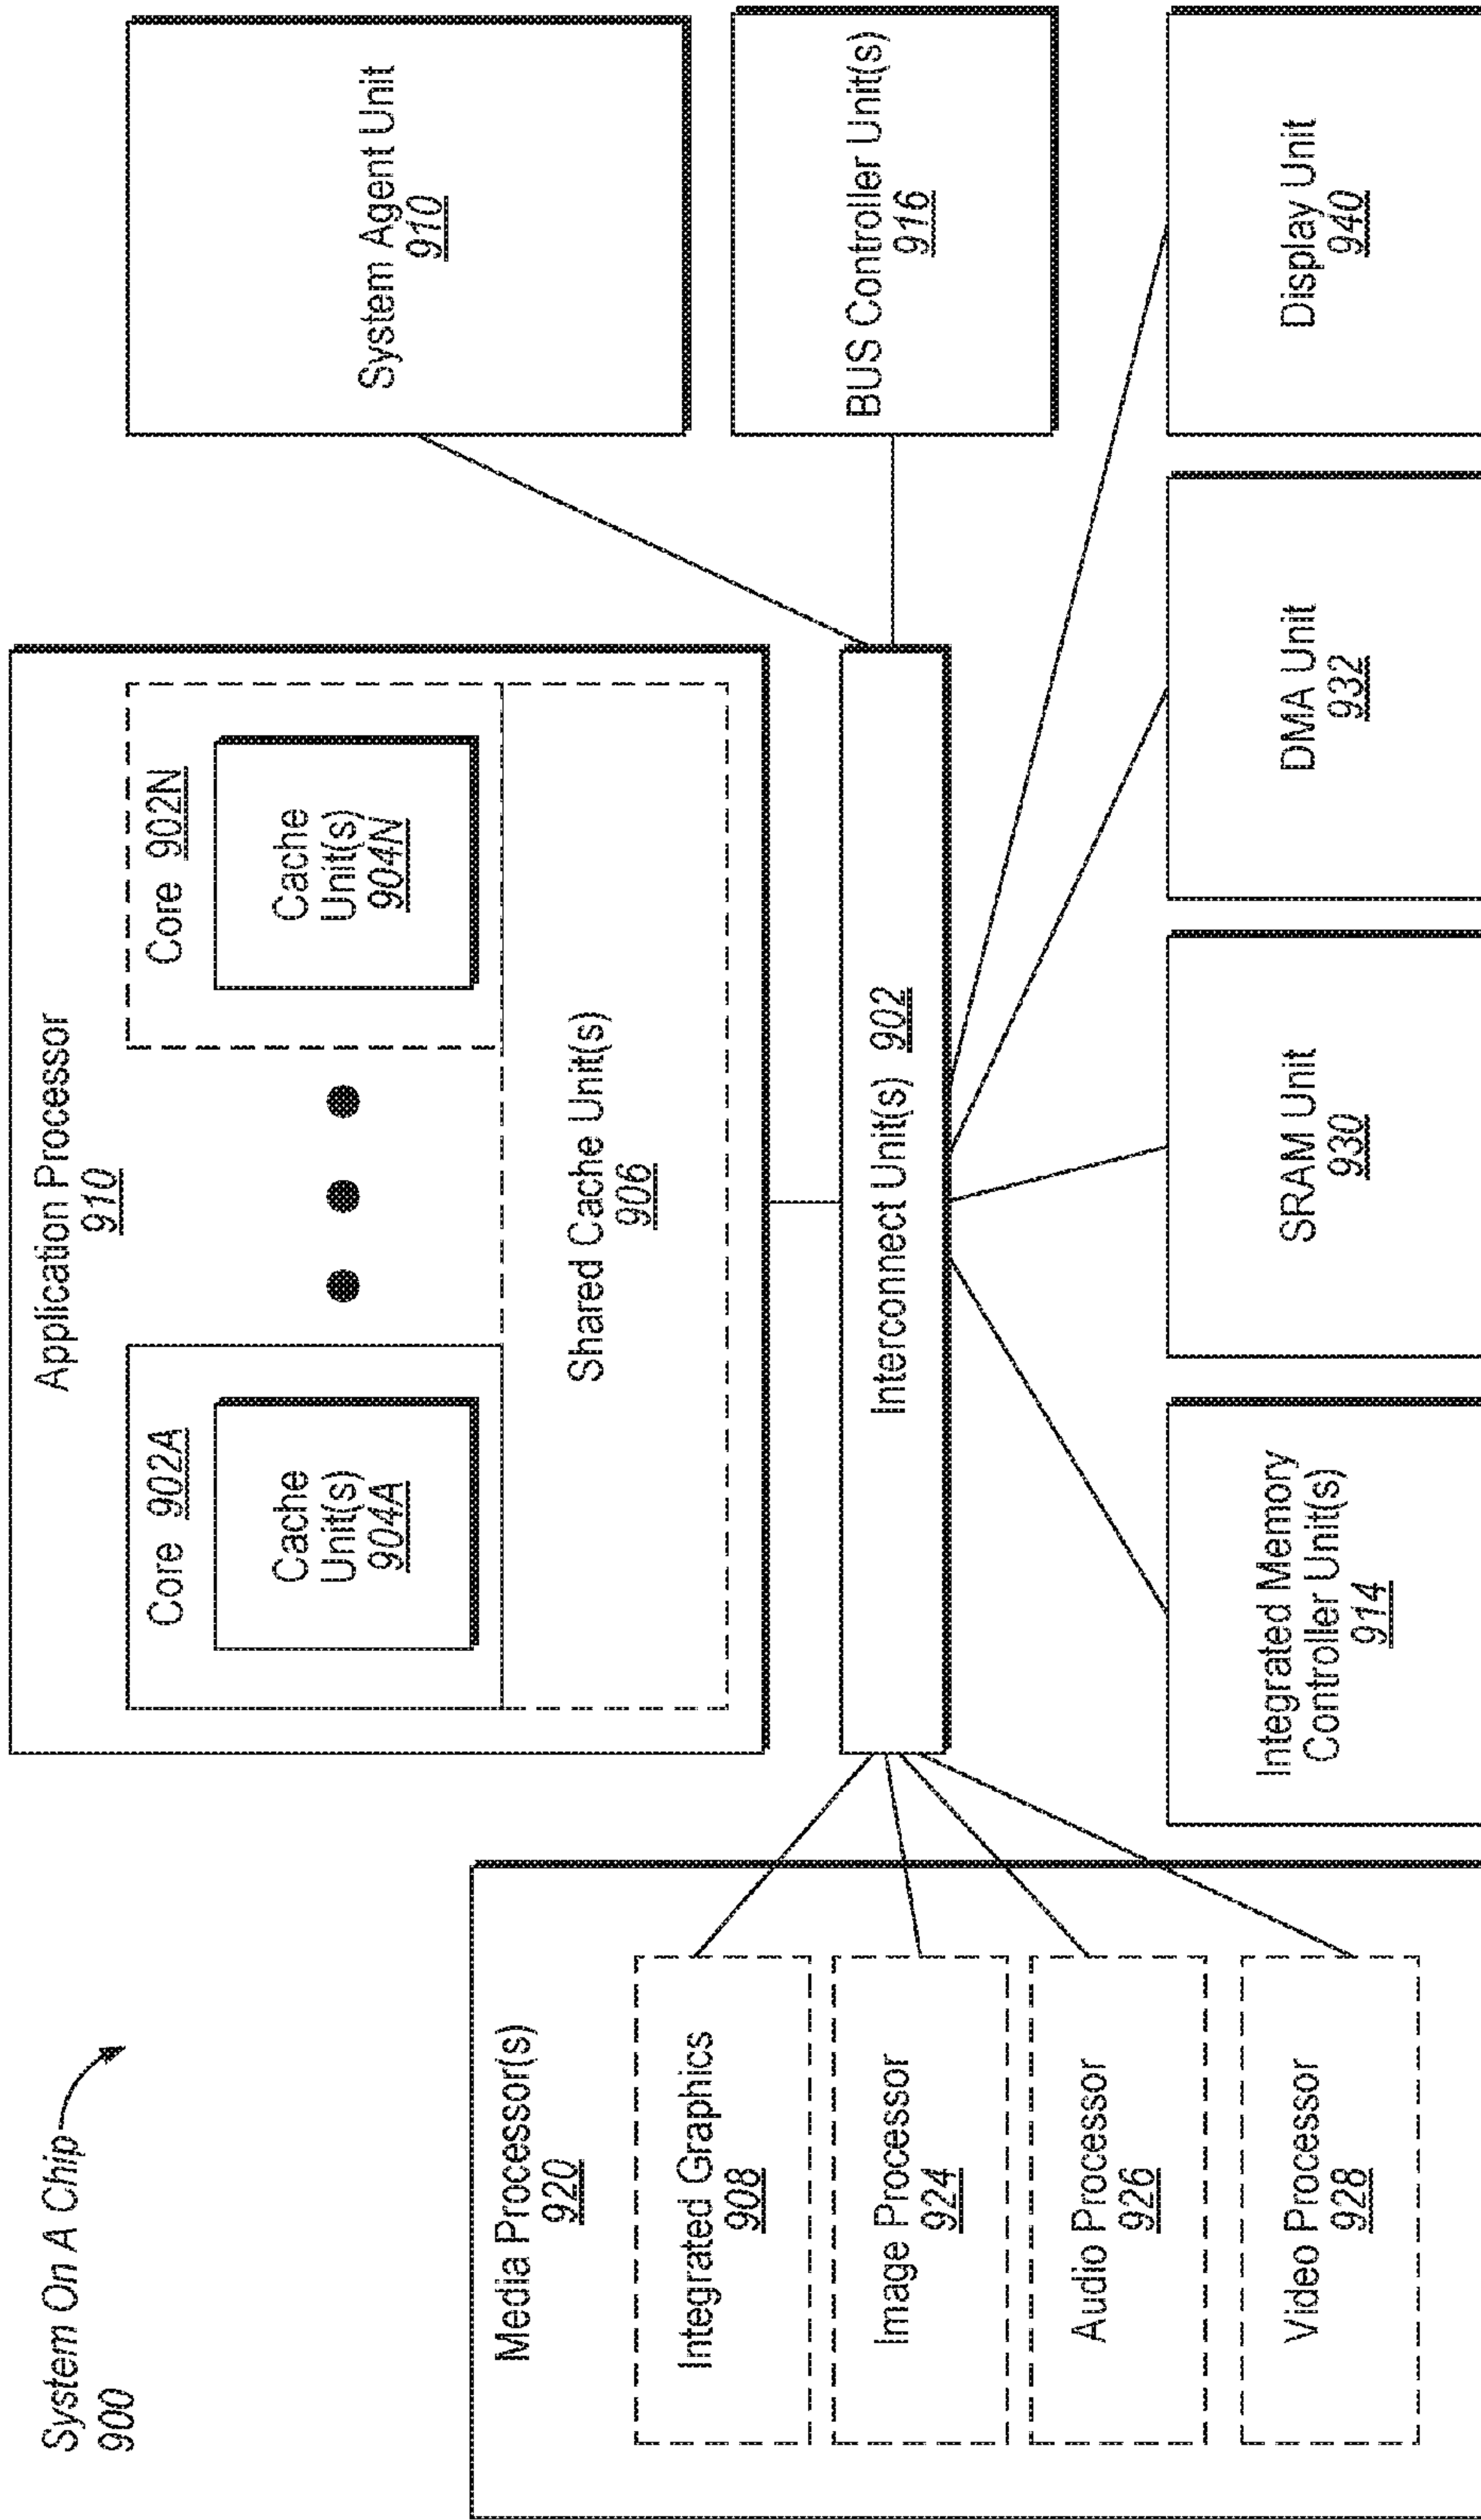 System On A Chip
900
Application Processor
910
Core 902A
Cache
Unit(s)
904A
Core 902N
Cache
Unit(s)
904N
Shared Cache Unit(s)
906
System Agent Unit
910
Media Processor(s)
920
Integrated Graphics
908
Image Processor
924
Audio Processor
926
Video Processor
928
Interconnect Unit(s) 902
BUS Controller Unit(s)
916
Integrated Memory
Controller Unit(s)
914
SRAM Unit
930
DMA Unit
932
Display Unit
940